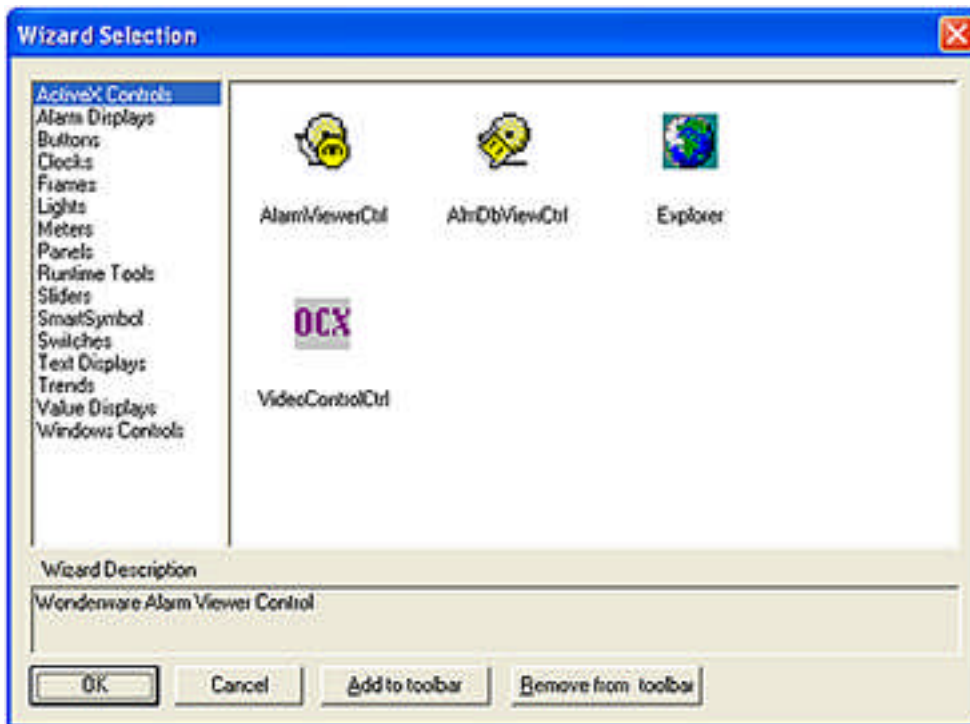 Wizard Selection
ActiveX Controls
Alarm Displays
Buttons
Clocks
Frames
Lights
Meters
Panels
Runtime Tools
Sliders
SmartSymbol
Switches
Text Displays
Trends
Value Displays
Windows Controls
AlarmViewerCtrl
AlmDbViewCtrl
Explorer
OCX
VideoControlCtrl
Wizard Description
Wonderware Alarm Viewer Control
OK
Cancel
Add to toolbar
Remove from toolbar